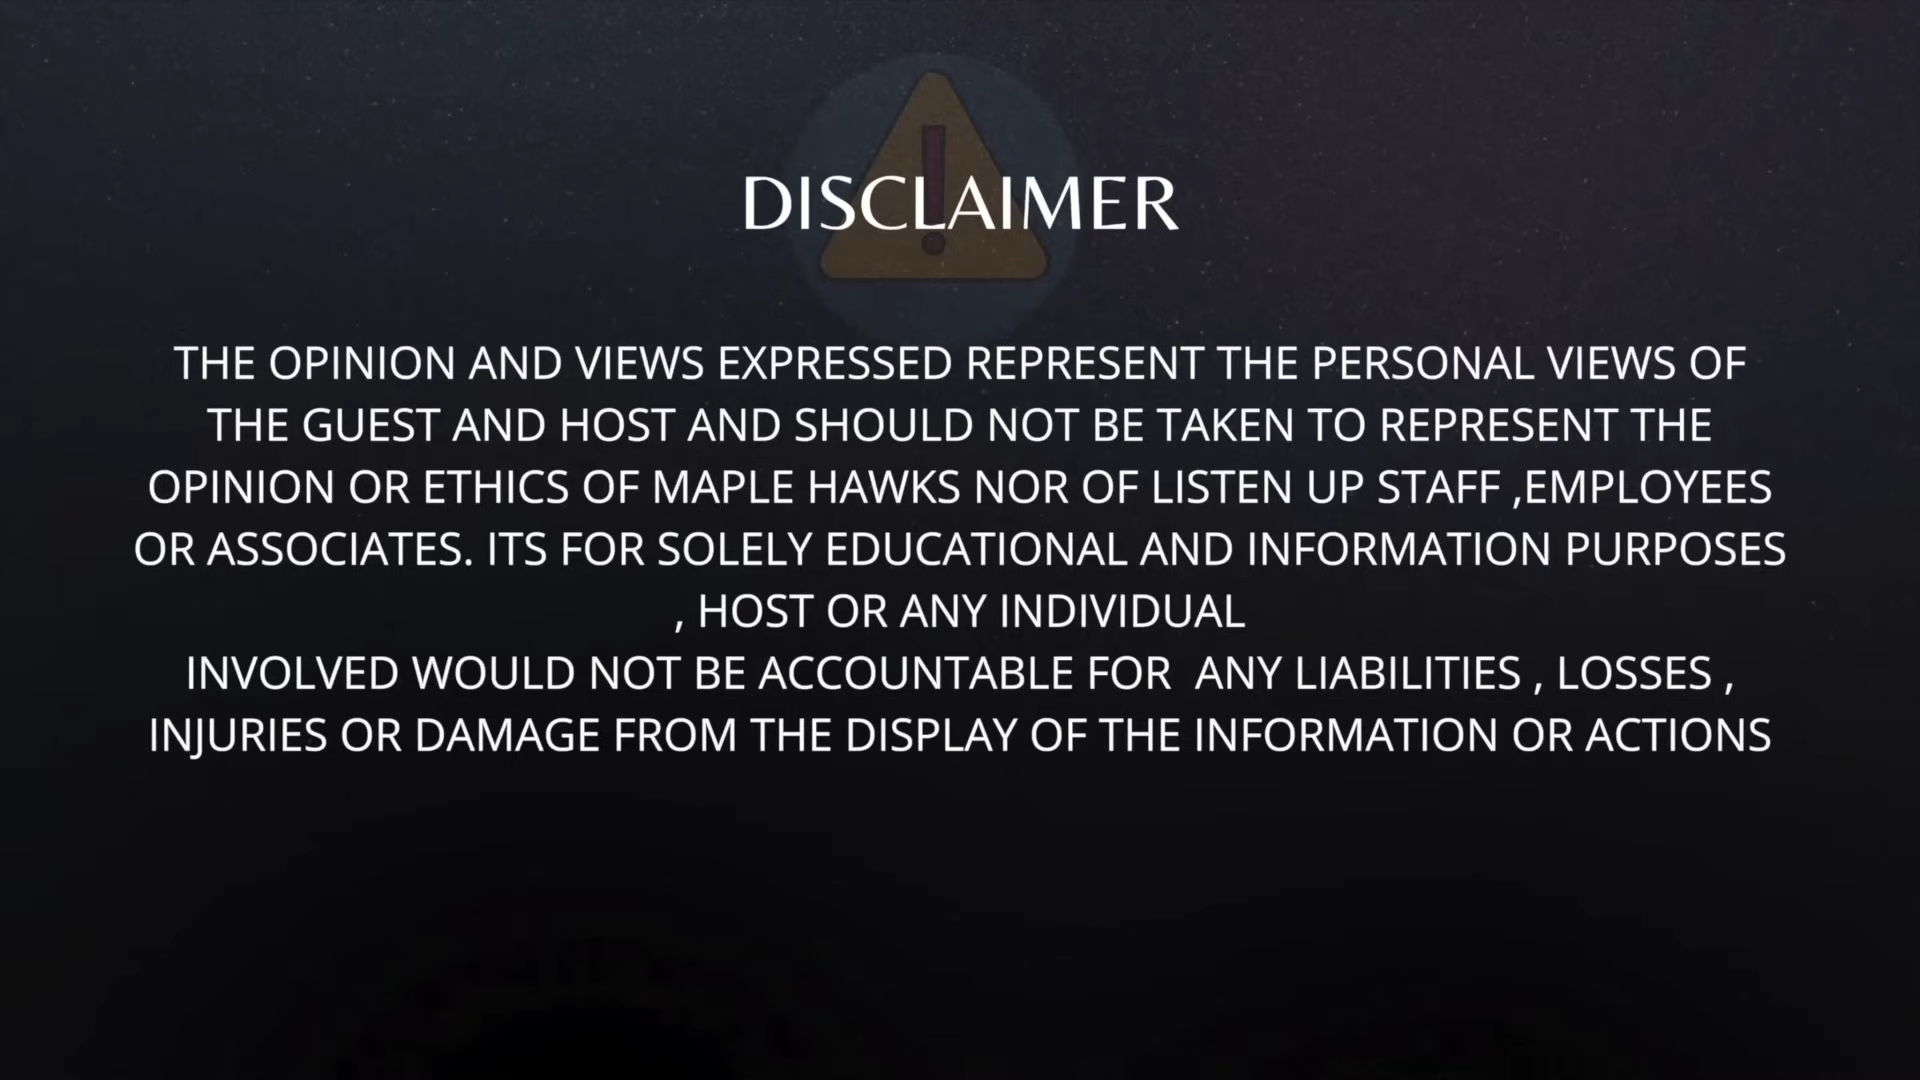 DISCLAIMER
THE OPINION AND VIEWS EXPRESSED REPRESENT THE PERSONAL VIEWS OF
THE GUEST AND HOST AND SHOULD NOT BE TAKEN TO REPRESENT THE
OPINION OR ETHICS OF MAPLE HAWKS NOR OF LISTEN UP STAFF ,EMPLOYEES
OR ASSOCIATES. ITS FOR SOLELY EDUCATIONAL AND INFORMATION PURPOSES
, HOST OR ANY INDIVIDUAL
INVOLVED WOULD NOT BE ACCOUNTABLE FOR  ANY LIABILITIES , LOSSES ,
INJURIES OR DAMAGE FROM THE DISPLAY OF THE INFORMATION OR ACTIONS